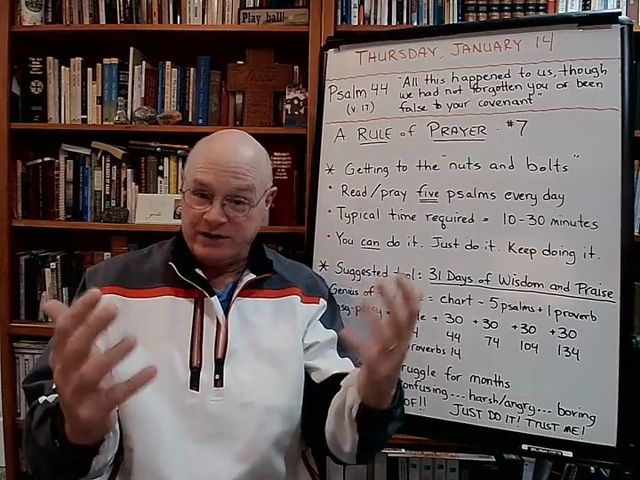 Play ball!
THURSDAY, JANUARY 14
Psalm 44 "All this happened to us, though
(v 17) we had not forgotten you or been
false to your covenant"
A RULE of PRAYER - #7
* Getting to the "nuts and bolts"
• Read/pray five psalms every day
• Typical time required = 10-30 minutes
• You can do it. Just do it. Keep doing it.
* Suggested tool: 31 Days of Wisdom and Praise
Genius of = chart ~ 5 psalms + 1 proverb
+ 30 + 30 + 30 + 30
44 74 104 134
Proverbs 14
for months
confusing... harsh/angry... boring
JUST DO IT! TRUST ME!